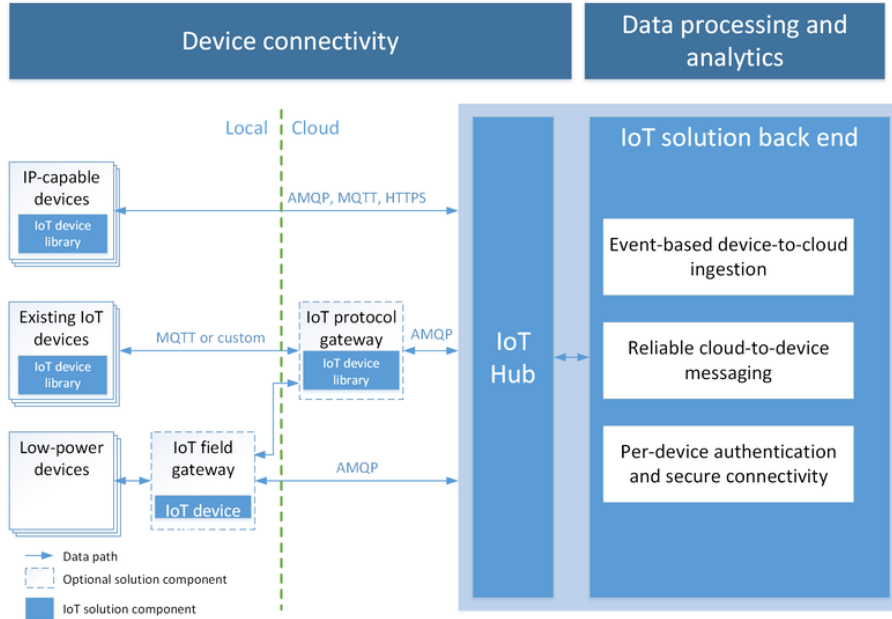 Device connectivity
Data processing and
analytics
Local
Cloud
IoT solution back end
IP-capable
devices
IoT device
library
AMQP, MQTT, HTTPS
Event-based device-to-cloud
ingestion
Existing IoT
devices
IoT device
library
MQTT or custom
IoT protocol
gateway
IoT device
library
AMQP
IoT
Hub
Reliable cloud-to-device
messaging
Low-power
devices
IoT field
gateway
IoT device
AMQP
Per-device authentication
and secure connectivity
Data path
Optional solution component
IoT solution component